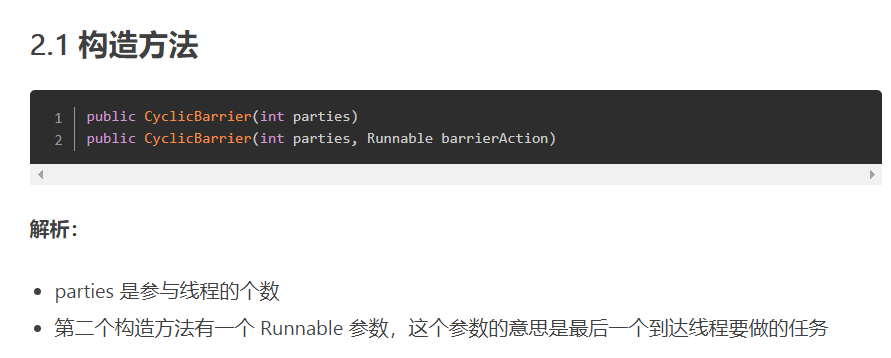 2.1 构造方法
1 public CyclicBarrier(int parties)
2 public CyclicBarrier(int parties, Runnable barrierAction)
解析：
• parties 是参与线程的个数
• 第二个构造方法有一个 Runnable 参数，这个参数的意思是最后一个到达线程要做的任务